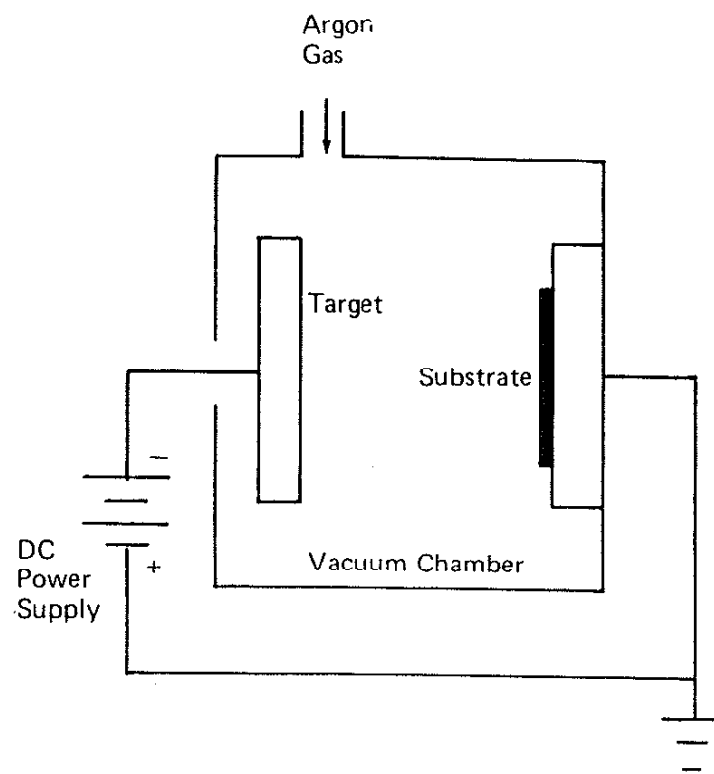 Argon
Gas
Target
Substrate
−
DC
Power
Supply
+
Vacuum Chamber